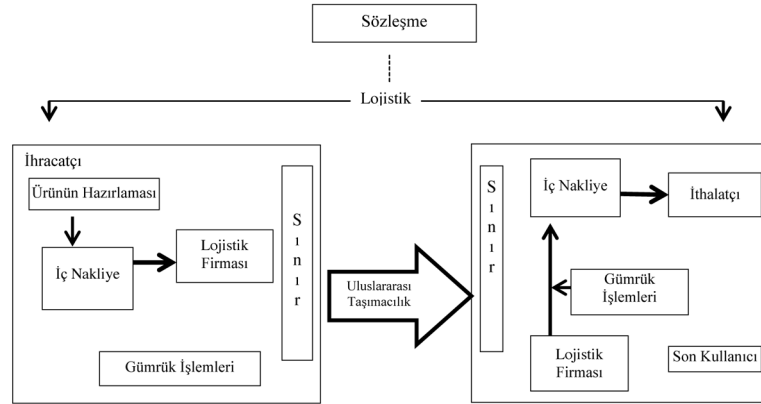 Sözleşme
Lojistik
İhracatçı
Ürünün Hazırlaması
İç Nakliye
Lojistik
Firması
Gümrük İşlemleri
S
ı
n
ı
r
Uluslararası
Taşımacılık
S
ı
n
ı
r
İç Nakliye
İthalatçı
Gümrük
İşlemleri
Lojistik
Firması
Son Kullanıcı